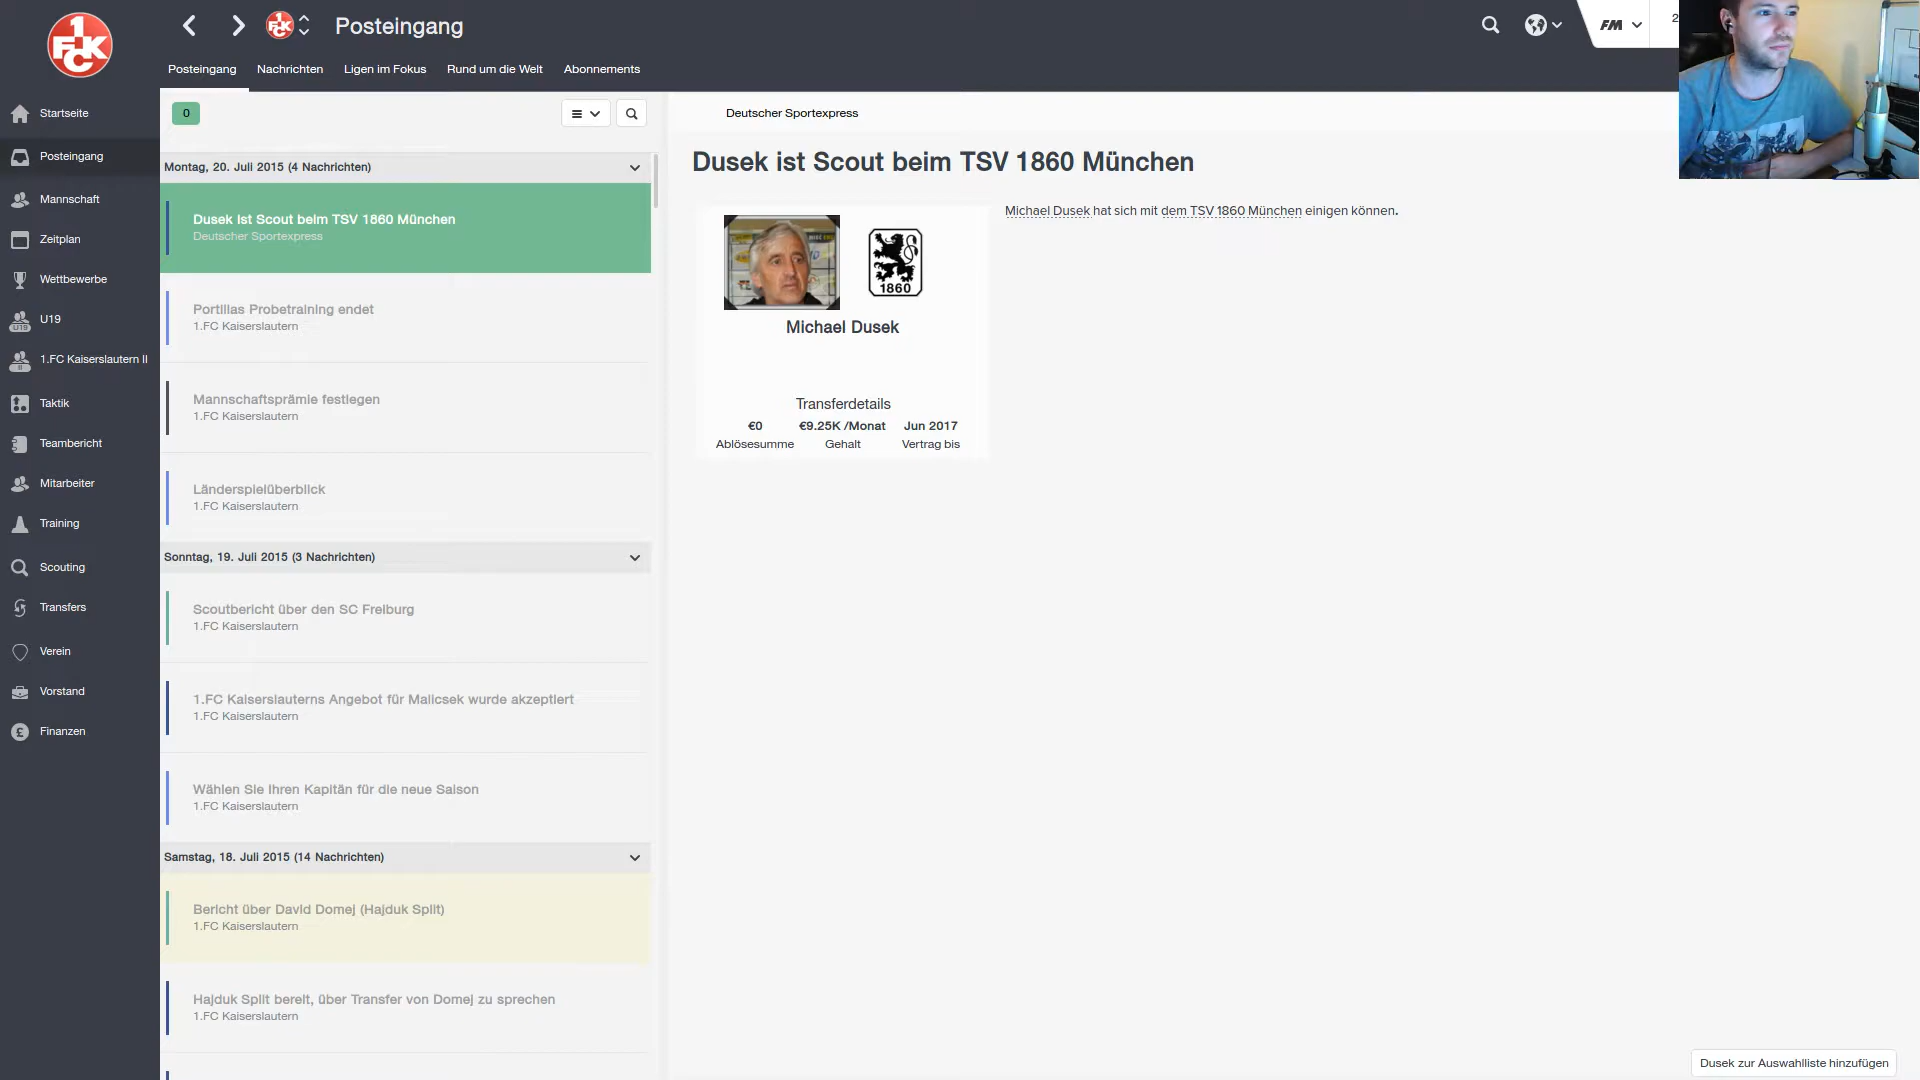 Posteingang
FM
2
Posteingang
Nachrichten
Ligen im Fokus
Rund um die Welt
Abonnements
1
FCK
Startseite
Posteingang
Mannschaft
Zeitplan
Wettbewerbe
U19
1.FC Kaiserslautern II
Taktik
Teambericht
Mitarbeiter
Training
Scouting
Transfers
Verein
Vorstand
Finanzen
0
Montag, 20. Juli 2015 (4 Nachrichten)
Dusek ist Scout beim TSV 1860 München
Deutscher Sportexpress
Portillas Probetraining endet
1.FC Kaiserslautern
Mannschaftsprämie festlegen
1.FC Kaiserslautern
Länderspielüberblick
1.FC Kaiserslautern
Sonntag, 19. Juli 2015 (3 Nachrichten)
Scoutbericht über den SC Freiburg
1.FC Kaiserslautern
1.FC Kaiserslauterns Angebot für Malicsek wurde akzeptiert
1.FC Kaiserslautern
Wählen Sie Ihren Kapitän für die neue Saison
1.FC Kaiserslautern
Samstag, 18. Juli 2015 (14 Nachrichten)
Bericht über David Domej (Hajduk Split)
1.FC Kaiserslautern
Hajduk Split bereit, über Transfer von Domej zu sprechen
1.FC Kaiserslautern
Deutscher Sportexpress
Dusek ist Scout beim TSV 1860 München
1860
Michael Dusek
Transferdetails
€0 €9.25K /Monat Jun 2017
Ablösesumme Gehalt Vertrag bis
Michael Dusek hat sich mit dem TSV 1860 München einigen können.
Dusek zur Auswahlliste hinzufügen